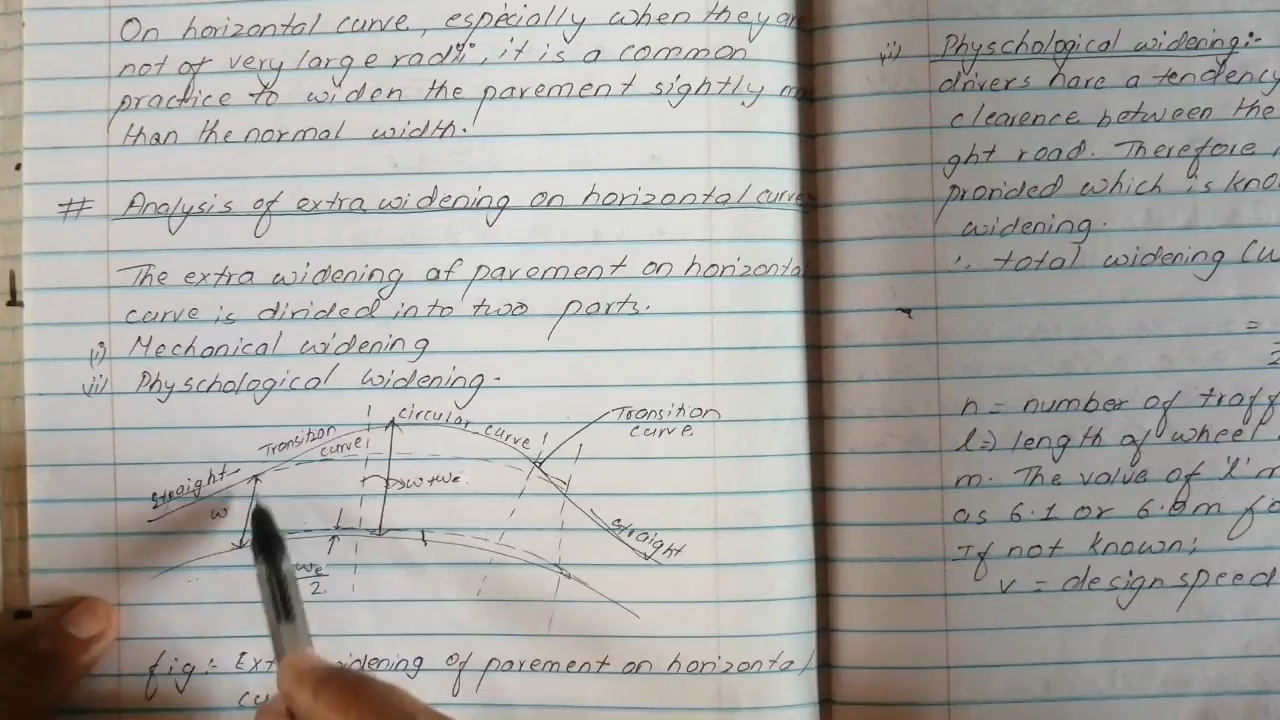 On horizontal curve, especially when they ar
not of very large radii, it is a common
practice to widen the pavement sightly m
than the normal width.
# Analysis of extra widening on horizontal curve
The extra widening of pavement on horizontal
curve is divided into two parts.
(i) Mechanical widening
(ii) Physchological widening.
Transition curve
circular curve
Transition curve
straight
w
w+we
straight
we
2
fig:- Ext widening of pavement on horizontal
cu
ii) Physchological widening:-
drivers have a tendency
clearence between the
ght road. Therefore
provided which is kno
widening.
∴ total widening (w
=
2
n = number of traff
l => length of wheel
m. The value of 'l' m
as 6.1 or 6.0m fo
If not known;
v = design speed